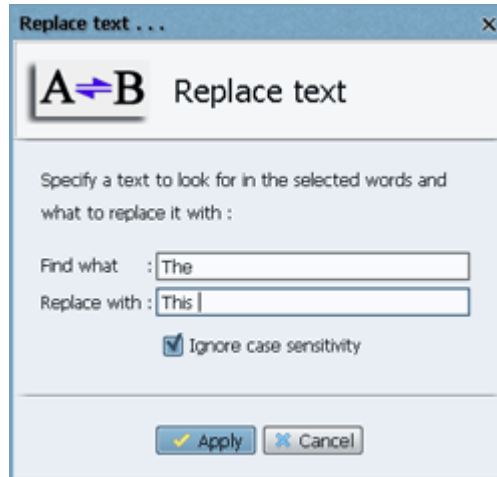 Replace text . . .
A⇌B Replace text
Specify a text to look for in the selected words and
what to replace it with :
Find what : The
Replace with : This
Ignore case sensitivity
Apply Cancel